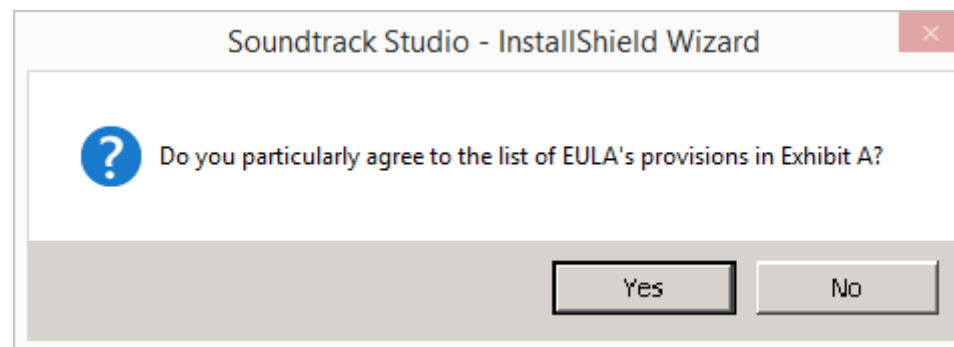 Soundtrack Studio - InstallShield Wizard
Do you particularly agree to the list of EULA's provisions in Exhibit A?
Yes
No